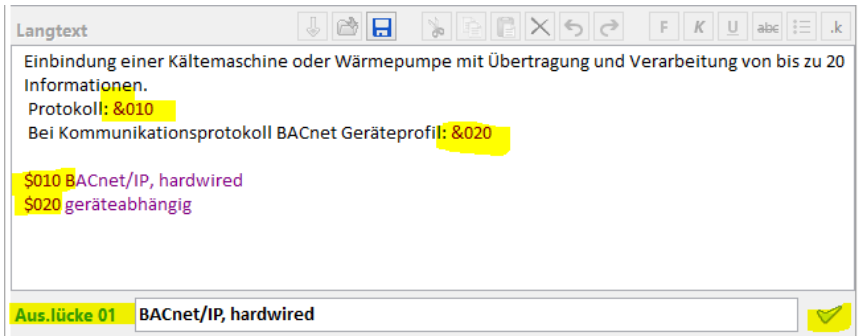 Langtext
F K U abc .k
Einbindung einer Kältemaschine oder Wärmepumpe mit Übertragung und Verarbeitung von bis zu 20
Informationen.
Protokoll: &010
Bei Kommunikationsprotokoll BACnet Geräteprofil: &020
$010 BACnet/IP, hardwired
$020 geräteabhängig
Aus.lücke 01 BACnet/IP, hardwired